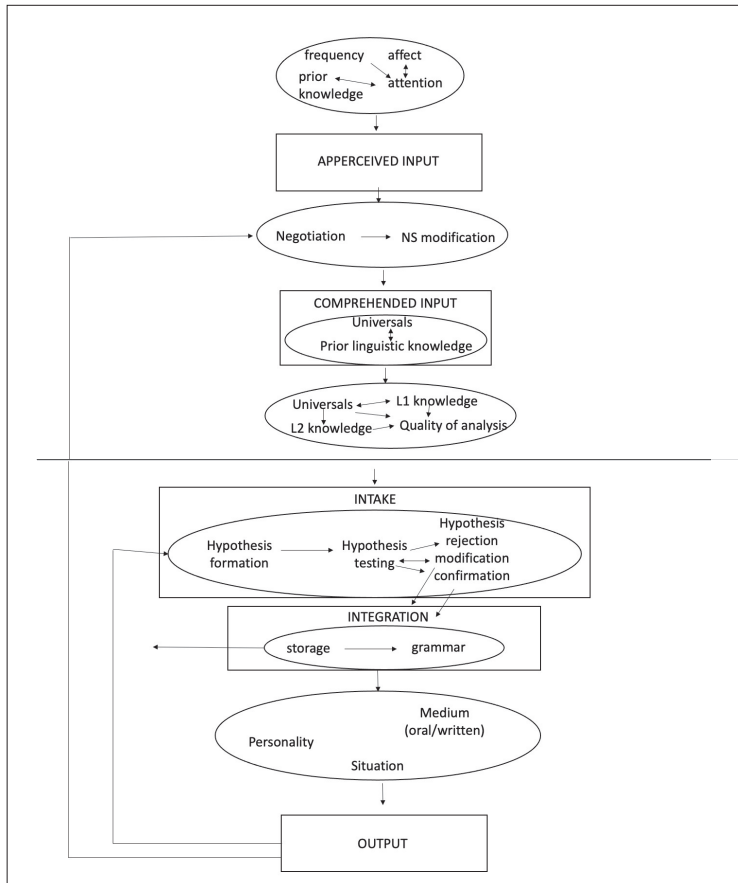 frequency affect
prior
knowledge
attention
APPERCEIVED INPUT
Negotiation NS modification
COMPREHENDED INPUT
Universals
Prior linguistic knowledge
Universals L1 knowledge
L2 knowledge Quality of analysis
INTAKE
Hypothesis
formation
Hypothesis
testing
Hypothesis
rejection
modification
confirmation
INTEGRATION
storage grammar
Medium
(oral/written)
Personality
Situation
OUTPUT